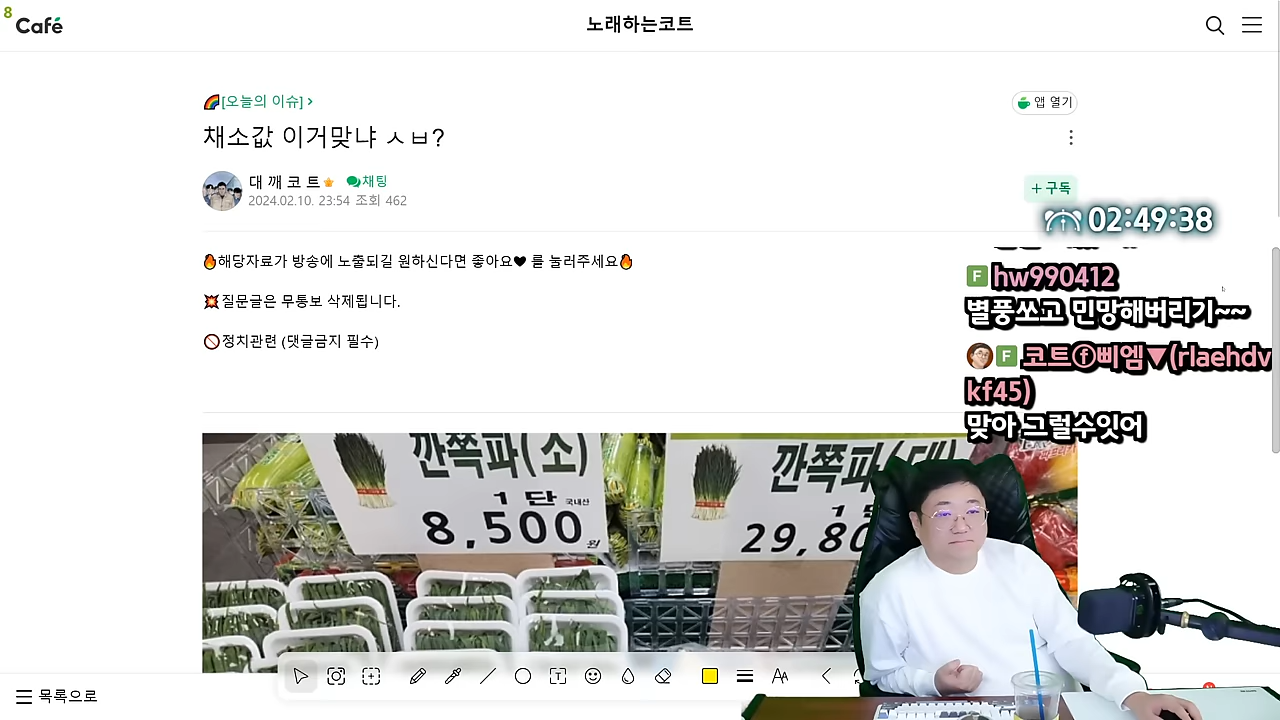 8
Café
노래하는코트
🌈[오늘의 이슈] >
앱 열기
채소값 이거맞냐 ㅅㅂ?
대 깨 코 트
채팅
2024.02.10. 23:54 조회 462
+ 구독
02:49:38
🔥해당자료가 방송에 노출되길 원하신다면 좋아요🖤 를 눌러주세요🔥
F hw990412
별풍쏘고 민망해버리기~~
💥질문글은 무통보 삭제됩니다.
🚫정치관련 (댓글금지 필수)
F 코트ⓕ삐엠▼(rlaehdv
kf45)
맞아 그럴수잇어
깐쪽파(소)
1단 국내산
8,500원
깐쪽파(대)
1
29,80
목록으로